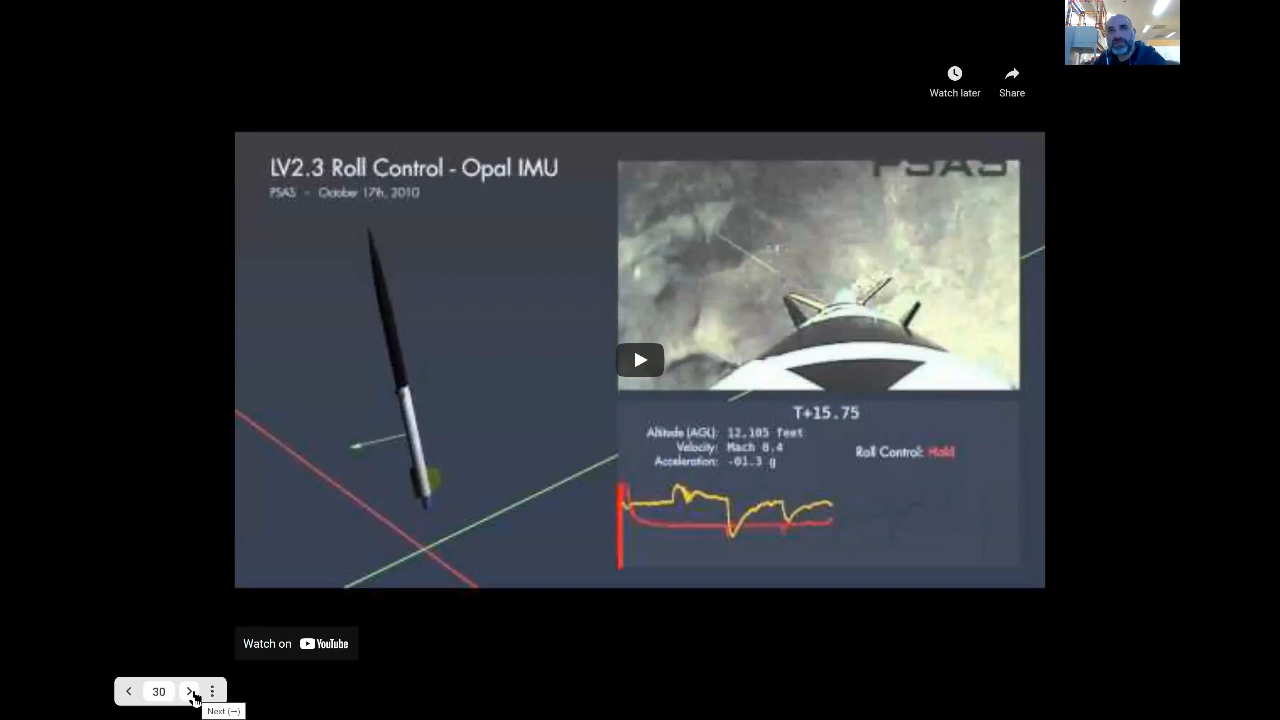 Watch later
Share
LV2.3 Roll Control - Opal IMU
PSAS - October 17th, 2010
PSAS
T+15.75
Altitude (AGL): 12,105 feet
Velocity: Mach 0.4
Acceleration: -01.3 g
Roll Control: Hold
Watch on YouTube
30
Next (→)